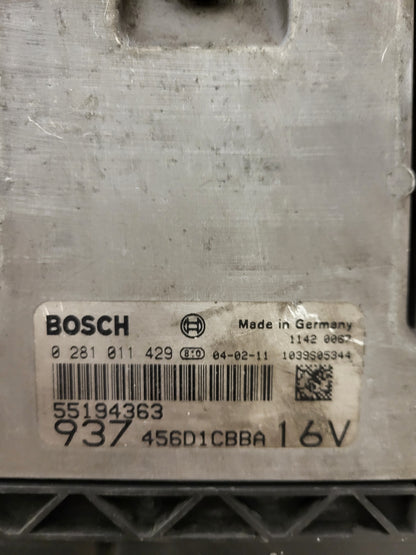 BOSCH Made in Germany
1142 0067
0 281 011 429 04-02-11 1039S05344
55194363
937 456D1CBBA 16V